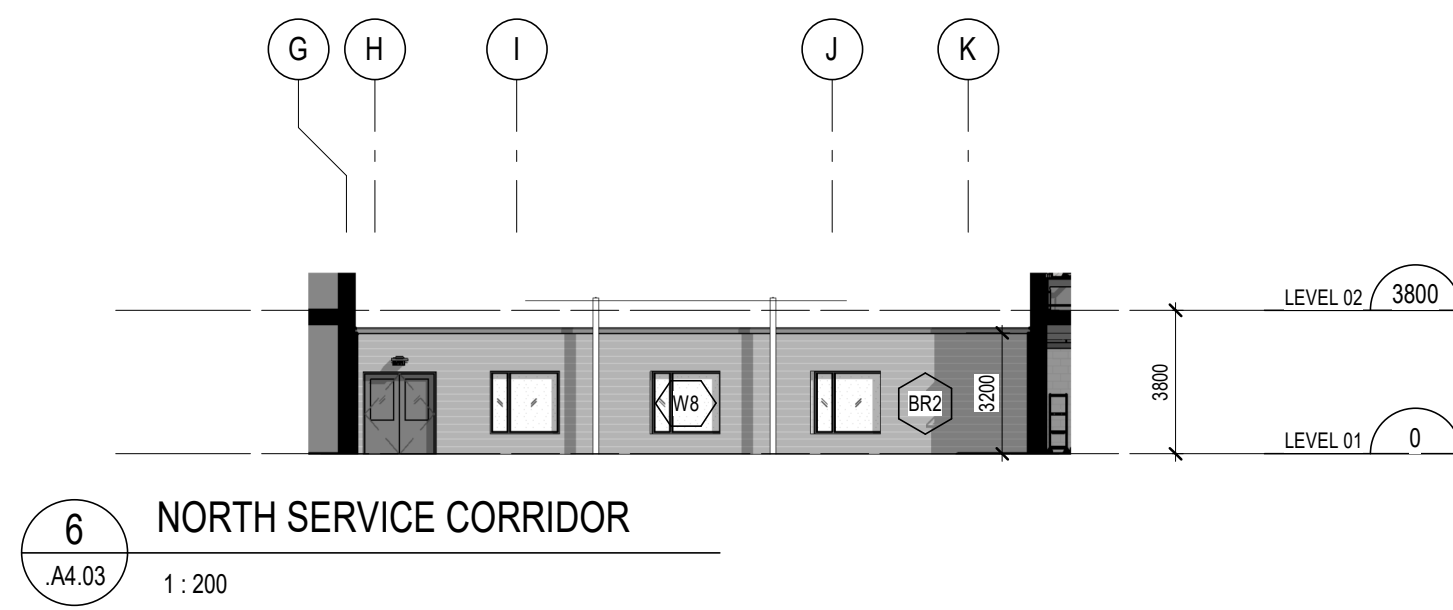 G
H
I
J
K
LEVEL 02
3800
W8
BR2
3200
3800
LEVEL 01
0
6
NORTH SERVICE CORRIDOR
.A4.03
1 : 200